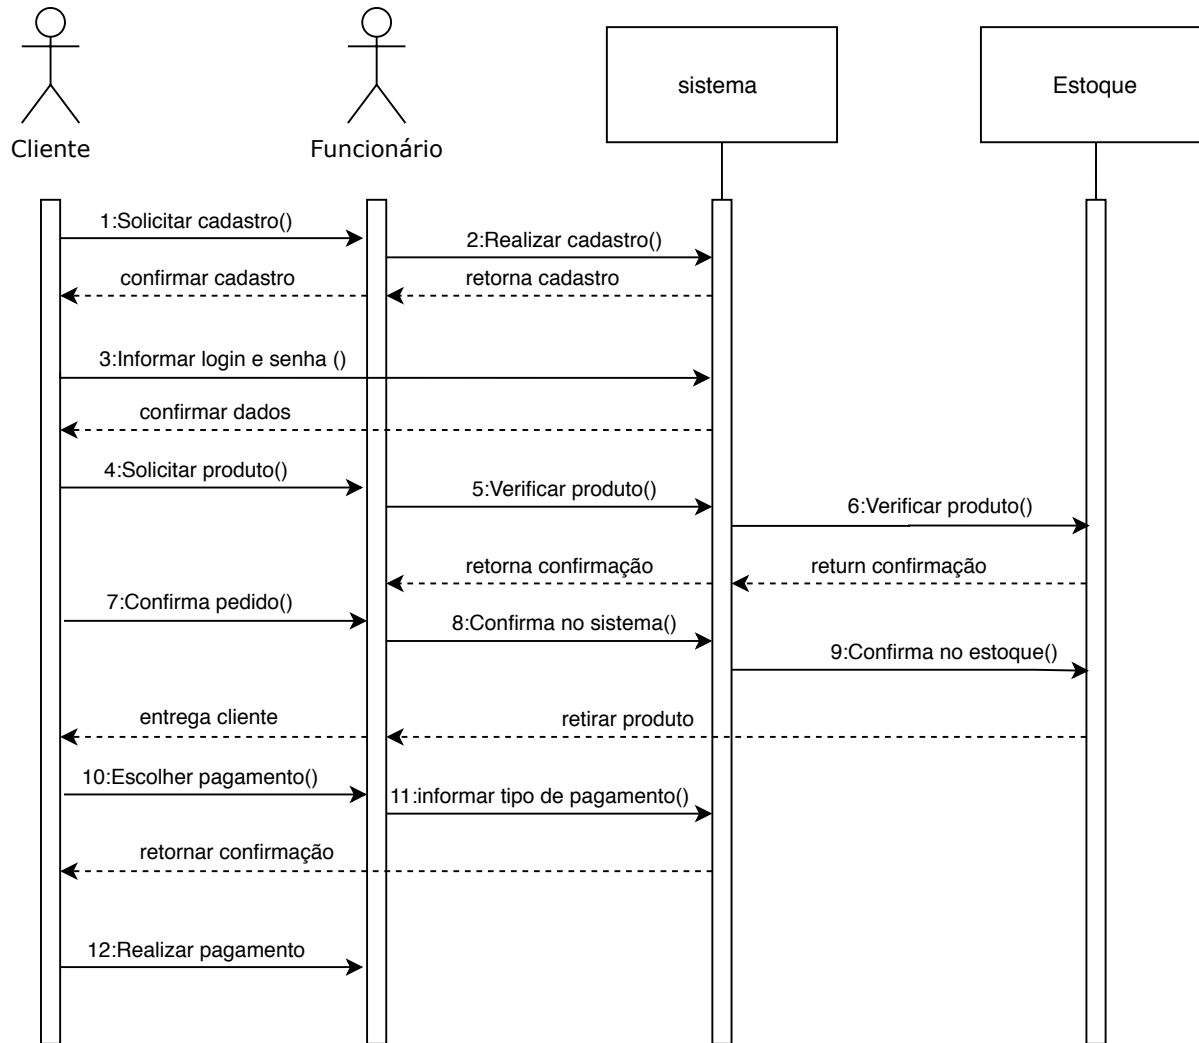 Cliente
Funcionário
sistema
Estoque
1:Solicitar cadastro()
2:Realizar cadastro()
confirmar cadastro
retorna cadastro
3:Informar login e senha ()
confirmar dados
4:Solicitar produto()
5:Verificar produto()
6:Verificar produto()
retorna confirmação
return confirmação
7:Confirma pedido()
8:Confirma no sistema()
9:Confirma no estoque()
entrega cliente
retirar produto
10:Escolher pagamento()
11:informar tipo de pagamento()
retornar confirmação
12:Realizar pagamento